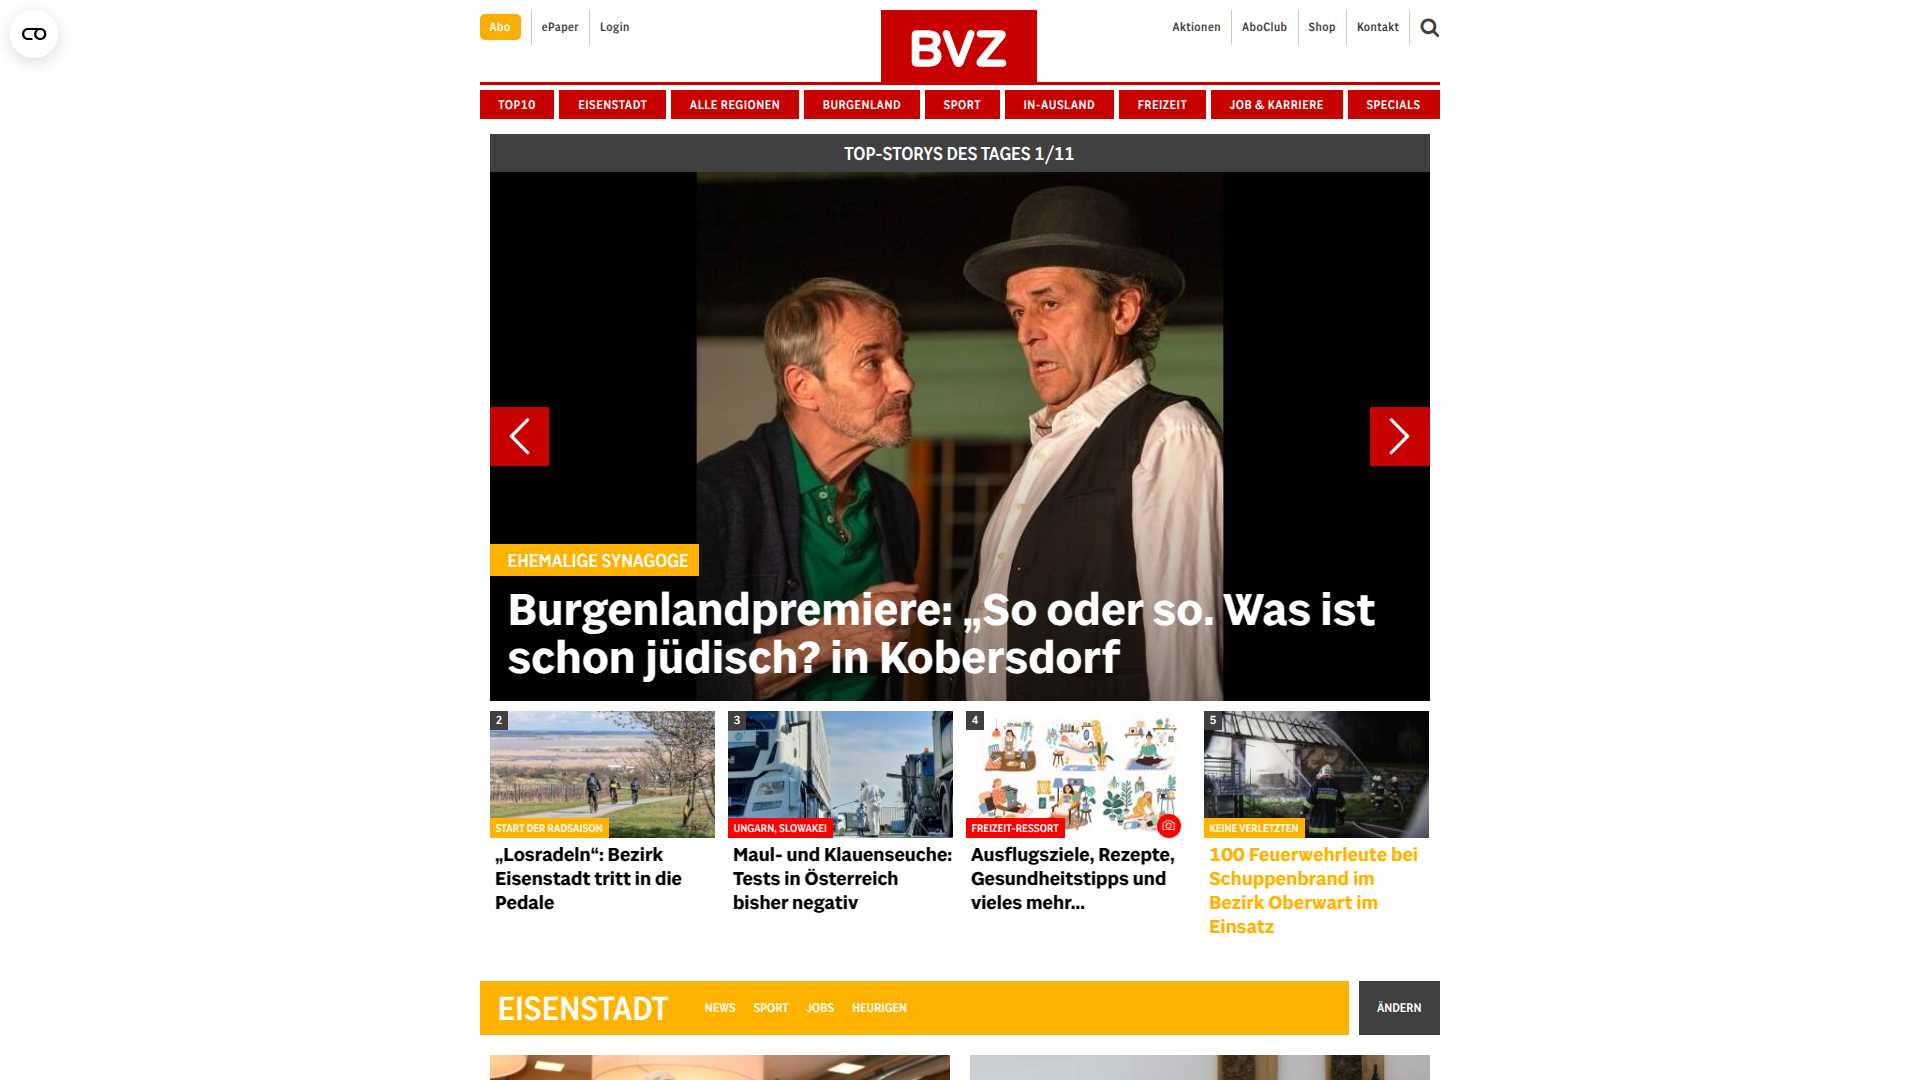 Abo
ePaper
Login
BVZ
Aktionen
AboClub
Shop
Kontakt
TOP10
EISENSTADT
ALLE REGIONEN
BURGENLAND
SPORT
IN-AUSLAND
FREIZEIT
JOB & KARRIERE
SPECIALS
TOP-STORYS DES TAGES 1/11
EHEMALIGE SYNAGOGE
Burgenlandpremiere: „So oder so. Was ist
schon jüdisch? in Kobersdorf
2
START DER RADSAISON
„Losradeln“: Bezirk
Eisenstadt tritt in die
Pedale
3
UNGARN, SLOWAKEI
Maul- und Klauenseuche:
Tests in Österreich
bisher negativ
4
FREIZEIT-RESSORT
Ausflugsziele, Rezepte,
Gesundheitstipps und
vieles mehr...
5
KEINE VERLETZTEN
100 Feuerwehrleute bei
Schuppenbrand im
Bezirk Oberwart im
Einsatz
EISENSTADT
NEWS
SPORT
JOBS
HEURIGEN
ÄNDERN